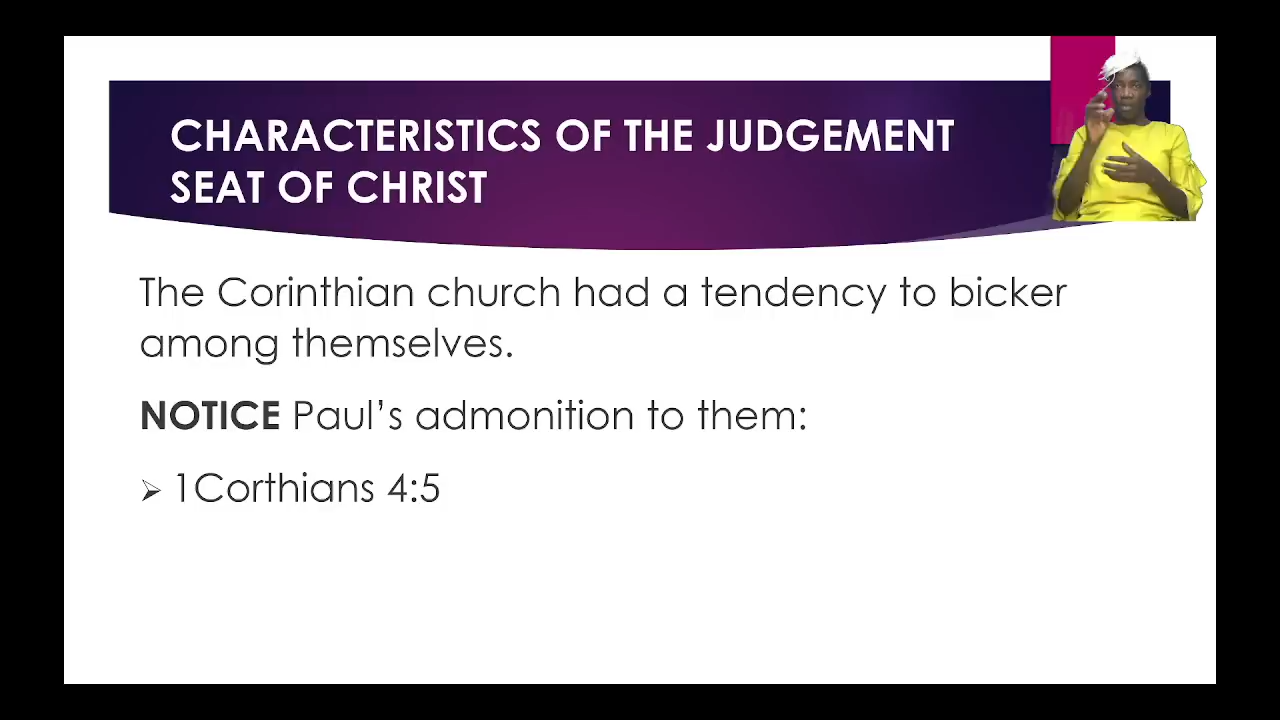 CHARACTERISTICS OF THE JUDGEMENT
SEAT OF CHRIST
The Corinthian church had a tendency to bicker
among themselves.
NOTICE Paul’s admonition to them:
➢ 1Corthians 4:5